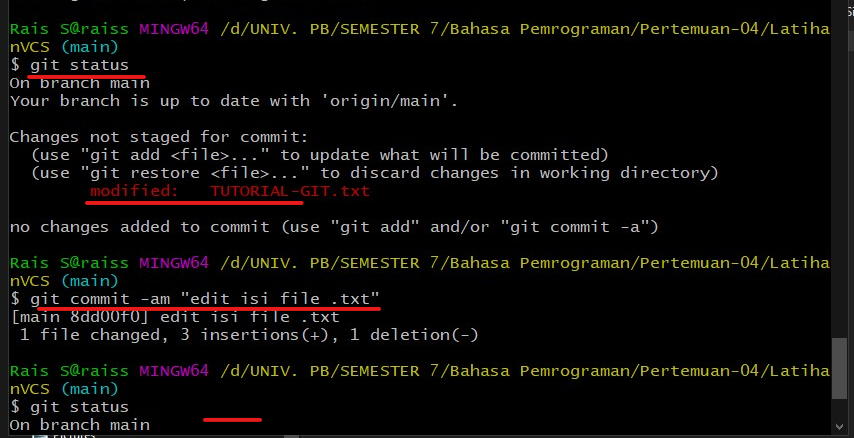 Rais S@raiss MINGW64 /d/UNIV. PB/SEMESTER 7/Bahasa Pemrograman/Pertemuan-04/Latiha
nVCS (main)
$ git status
On branch main
Your branch is up to date with 'origin/main'.
Changes not staged for commit:
(use "git add <file>..." to update what will be committed)
(use "git restore <file>..." to discard changes in working directory)
modified: TUTORIAL-GIT.txt
no changes added to commit (use "git add" and/or "git commit -a")
Rais S@raiss MINGW64 /d/UNIV. PB/SEMESTER 7/Bahasa Pemrograman/Pertemuan-04/Latiha
nVCS (main)
$ git commit -am "edit isi file .txt"
[main 8dd00f0] edit isi file .txt
1 file changed, 3 insertions(+), 1 deletion(-)
Rais S@raiss MINGW64 /d/UNIV. PB/SEMESTER 7/Bahasa Pemrograman/Pertemuan-04/Latiha
nVCS (main)
$ git status
On branch main